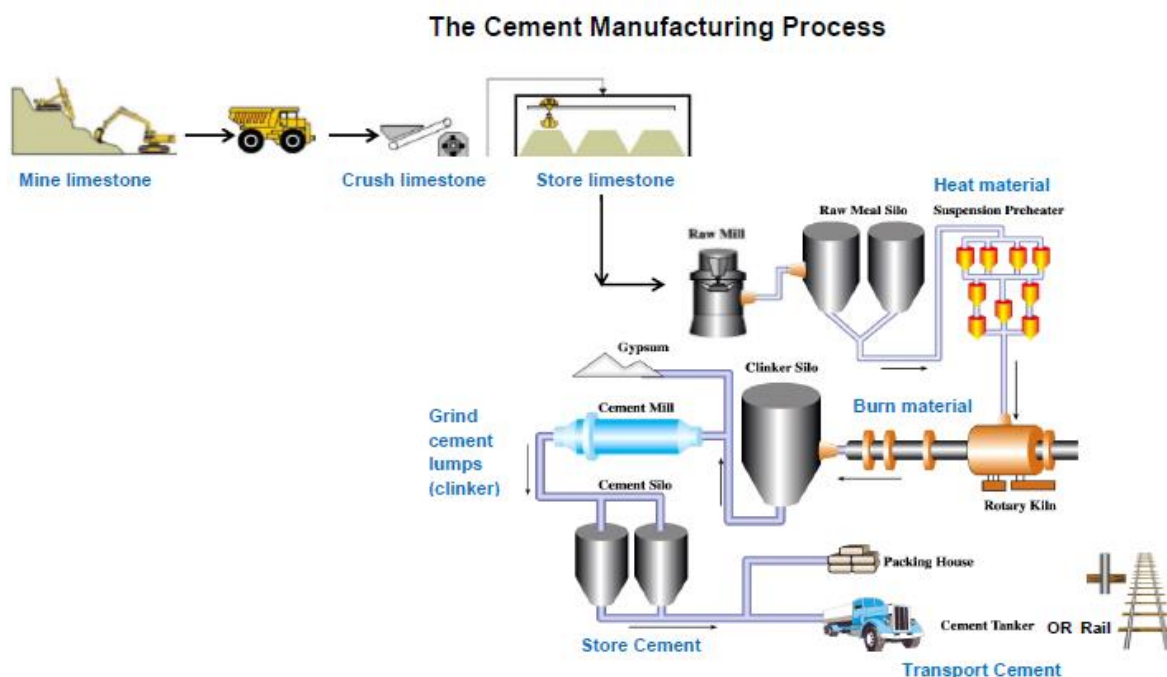 The Cement Manufacturing Process
Mine limestone
Crush limestone
Store limestone
Heat material
Raw Meal Silo
Suspension Preheater
Raw Mill
Gypsum
Clinker Silo
Burn material
Grind
cement
lumps
(clinker)
Cement Mill
Cement Silo
Rotary Kiln
Packing House
Cement Tanker
OR Rail
Store Cement
Transport Cement